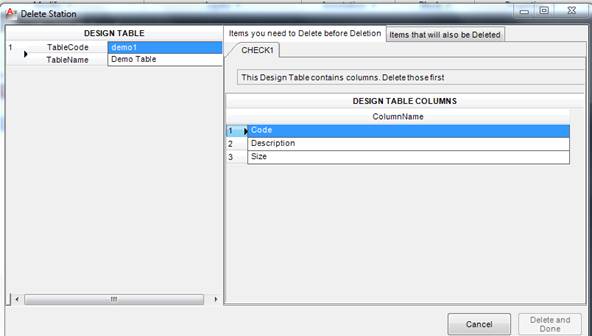 Delete Station
DESIGN TABLE
1 TableCode demo1
TableName Demo Table
Items you need to Delete before Deletion
Items that will also be Deleted
CHECK1
This Design Table contains columns. Delete those first
DESIGN TABLE COLUMNS
ColumnName
1 Code
2 Description
3 Size
Cancel
Delete and
Done